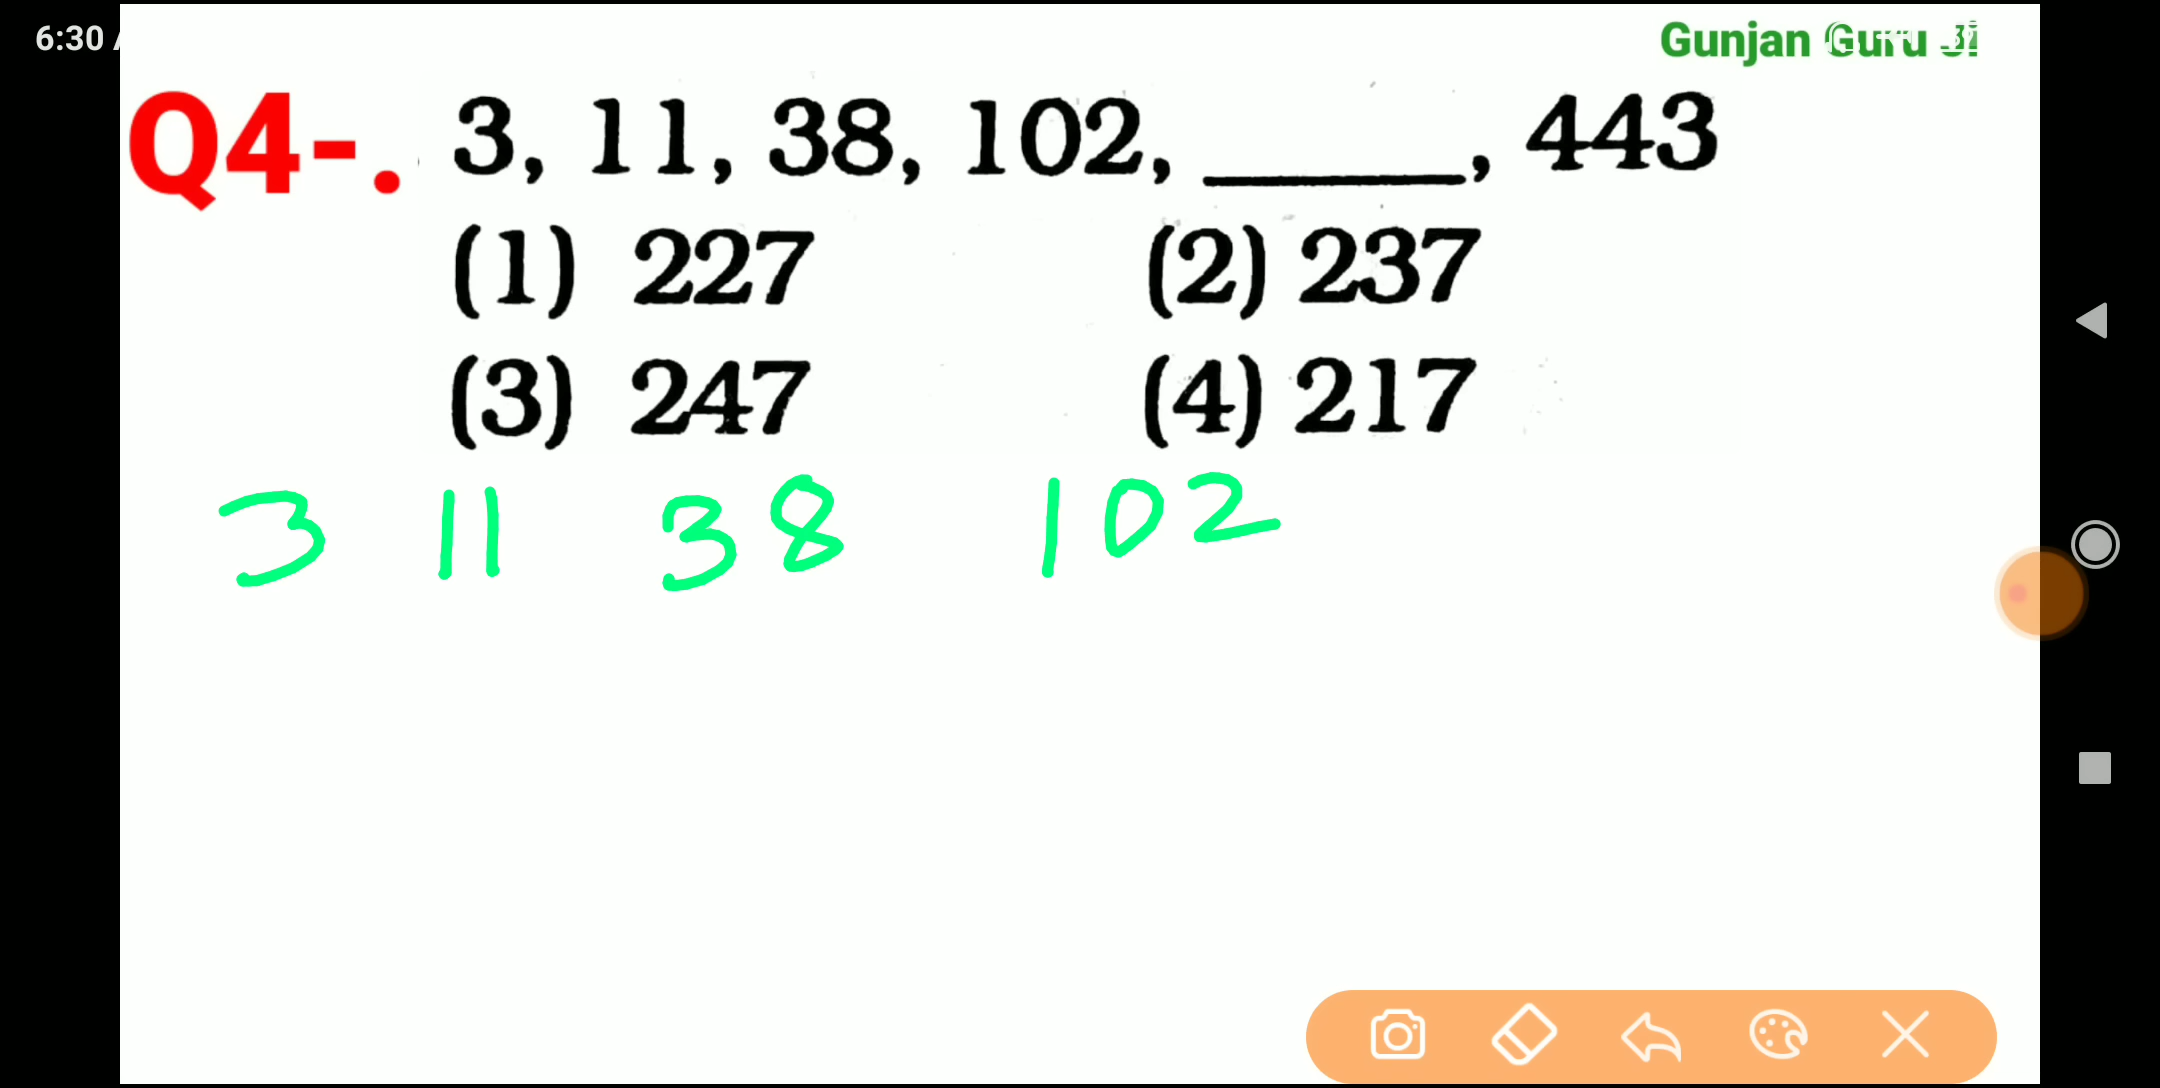 6:30
Gunjan Guru Ji
Q4-. 3, 11, 38, 102, _____, 443
(1) 227 (2) 237
(3) 247 (4) 217
3 11 38 102